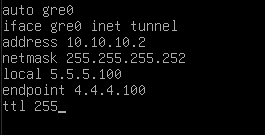 auto gre0
iface gre0 inet tunnel
address 10.10.10.2
netmask 255.255.255.252
local 5.5.5.100
endpoint 4.4.4.100
ttl 255_